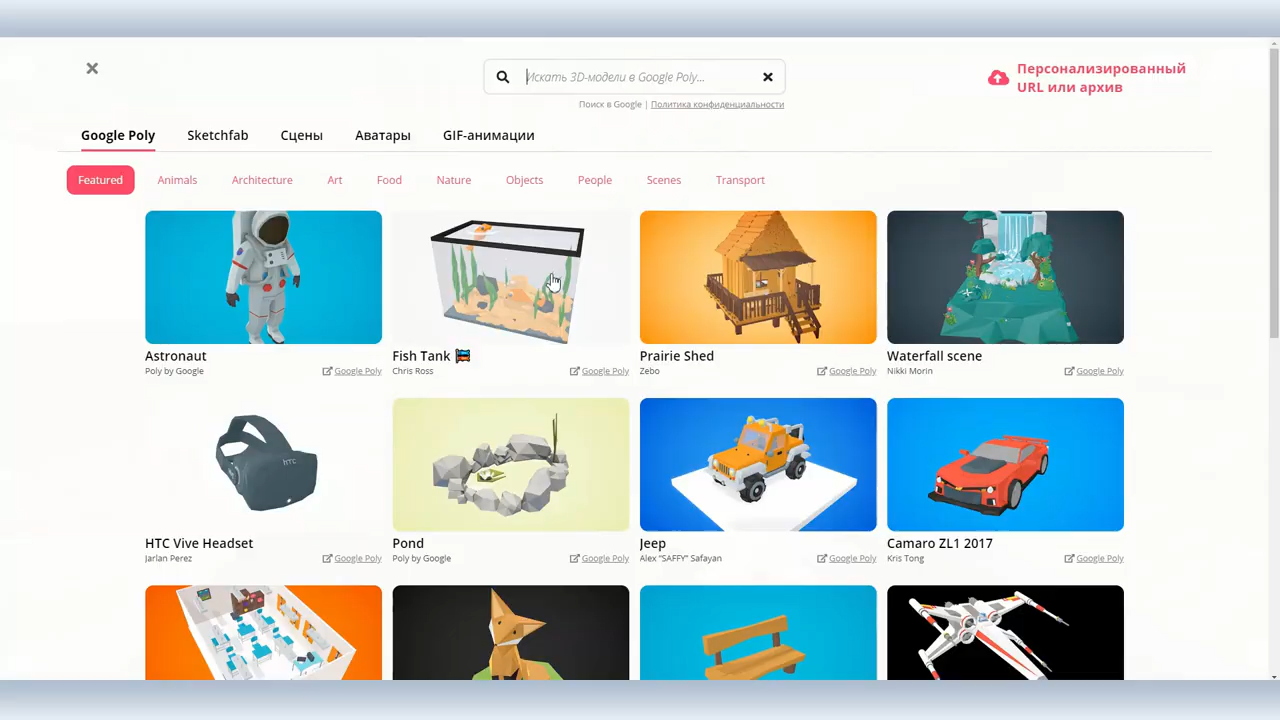 Искать 3D-модели в Google Poly...
Персонализированный
URL или архив
Поиск в Google | Политика конфиденциальности
Google Poly Sketchfab Сцены Аватары GIF-анимации
Featured Animals Architecture Art Food Nature Objects People Scenes Transport
Astronaut
Poly by Google Google Poly
Fish Tank
Chris Ross Google Poly
Prairie Shed
Zebo Google Poly
Waterfall scene
Nikki Morin Google Poly
htc
HTC Vive Headset
Jarlan Perez Google Poly
Pond
Poly by Google Google Poly
Jeep
Alex “SAFFY” Safayan Google Poly
Camaro ZL1 2017
Kris Tong Google Poly